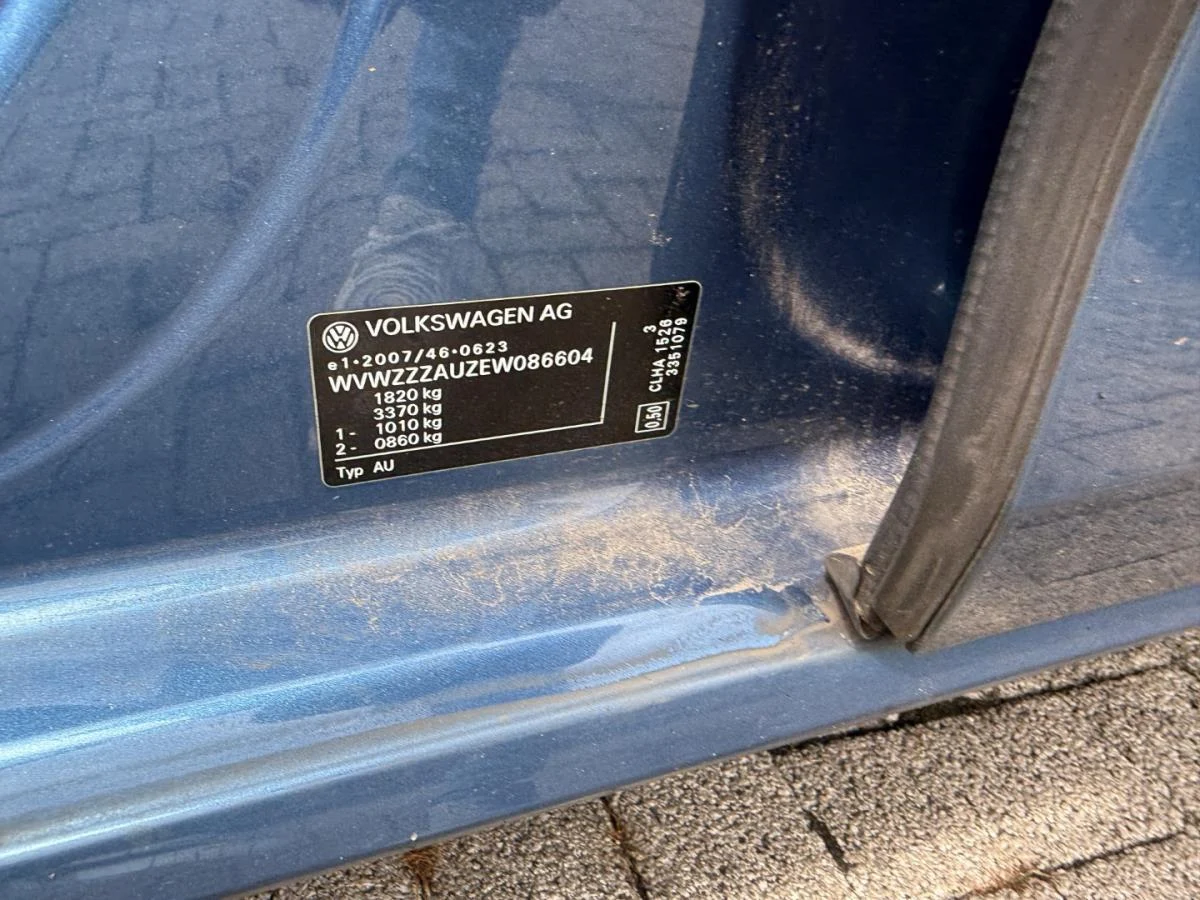 VOLKSWAGEN AG
e1*2007/46*0623
WVWZZZAUZEW086604
1820 kg
3370 kg
1- 1010 kg
2- 0860 kg
Typ AU
3
CLHA 1526
3351079
0,50